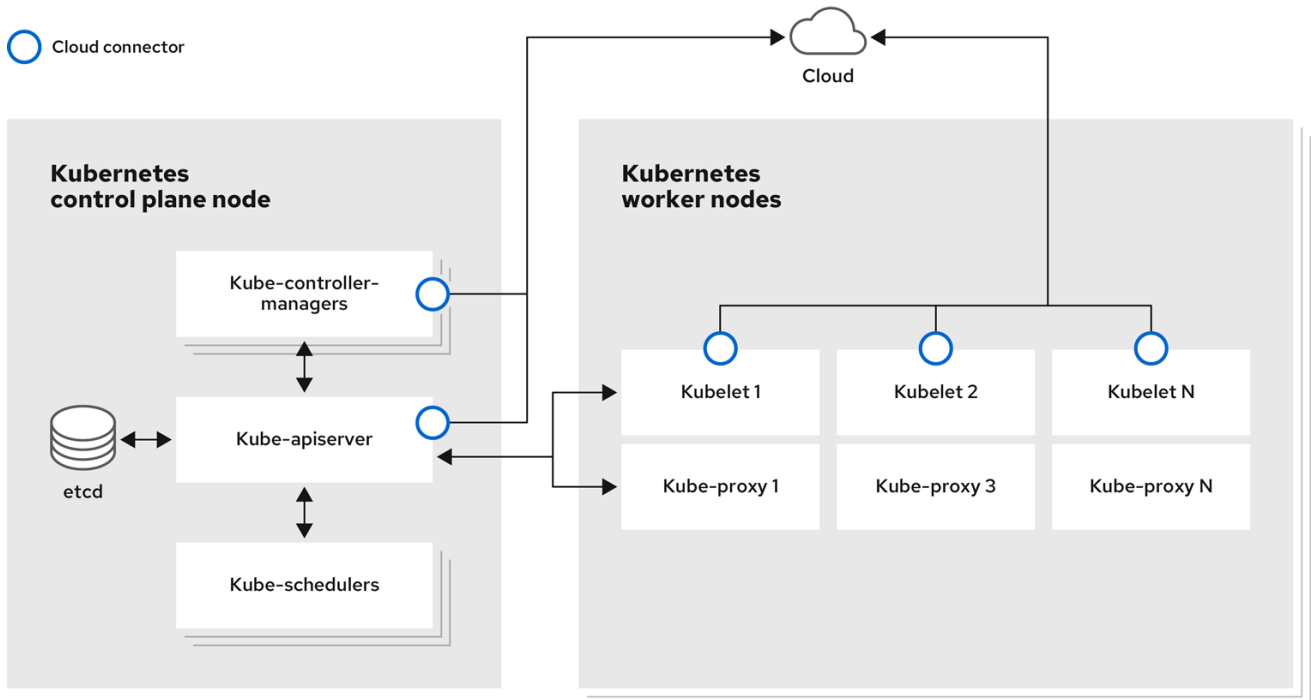 Cloud connector
Cloud
Kubernetes
control plane node
Kube-controller-
managers
Kube-apiserver
etcd
Kube-schedulers
Kubernetes
worker nodes
Kubelet 1
Kubelet 2
Kubelet N
Kube-proxy 1
Kube-proxy 3
Kube-proxy N